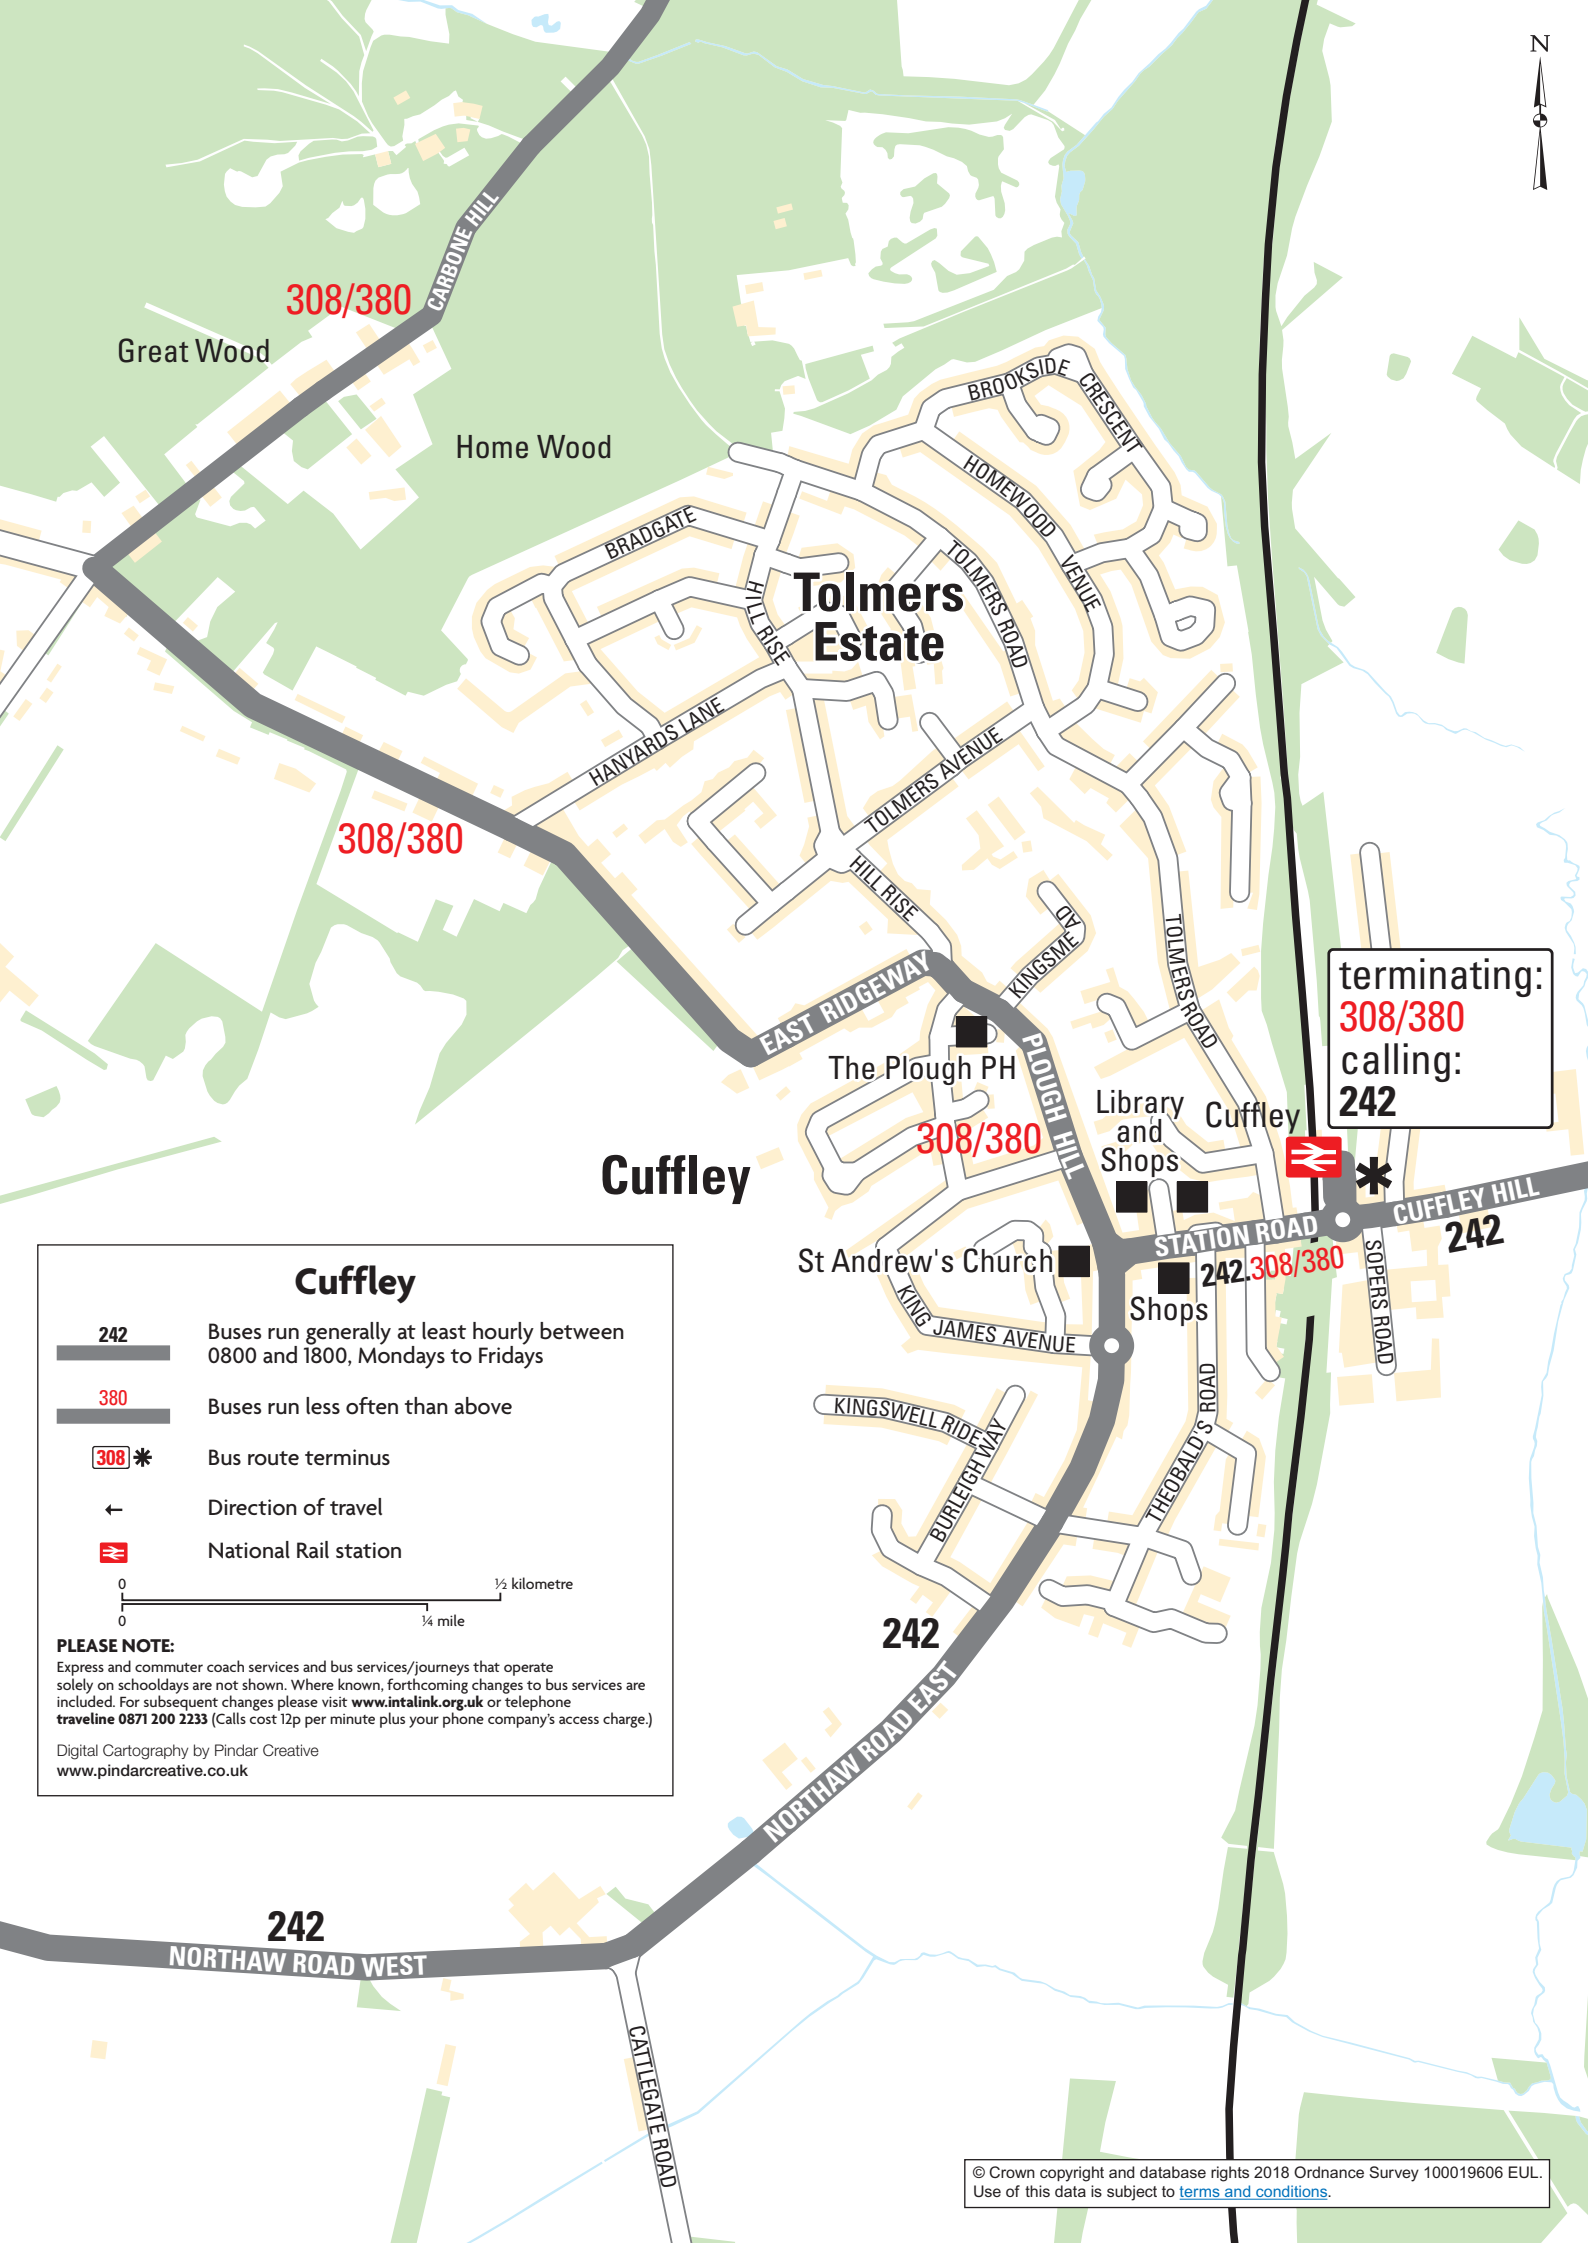 N
CARBONE HILL
308/380
Great Wood
Home Wood
BROOKSIDE
CRESCENT
HOMEWOOD
VENUE
BRADGATE
TOLMERS ROAD
Tolmers
Estate
HILL RISE
HANYARDS LANE
TOLMERS AVENUE
308/380
HILL RISE
KINGSME
AD
TOLMERS ROAD
EAST RIDGEWAY
terminating:
308/380
calling:
242
The Plough PH
PLOUGH HILL
Library
and
Shops
Cuffley
308/380
Cuffley
CUFFLEY HILL
242
STATION ROAD
242.308/380
St Andrew's Church
Shops
SOPERS ROAD
KING JAMES AVENUE
THEOBALD'S ROAD
KINGSWELL RIDE
BURLEIGH WAY
242
NORTHAW ROAD EAST
242
NORTHAW ROAD WEST
CATTLEGATE ROAD
Cuffley
242
Buses run generally at least hourly between
0800 and 1800, Mondays to Fridays
380
Buses run less often than above
308
Bus route terminus
Direction of travel
National Rail station
0
½ kilometre
0
¼ mile
PLEASE NOTE:
Express and commuter coach services and bus services/journeys that operate
solely on schooldays are not shown. Where known, forthcoming changes to bus services are
included. For subsequent changes please visit www.intalink.org.uk or telephone
traveline 0871 200 2233 (Calls cost 12p per minute plus your phone company's access charge.)
Digital Cartography by Pindar Creative
www.pindarcreative.co.uk
© Crown copyright and database rights 2018 Ordnance Survey 100019606 EUL.
Use of this data is subject to terms and conditions.